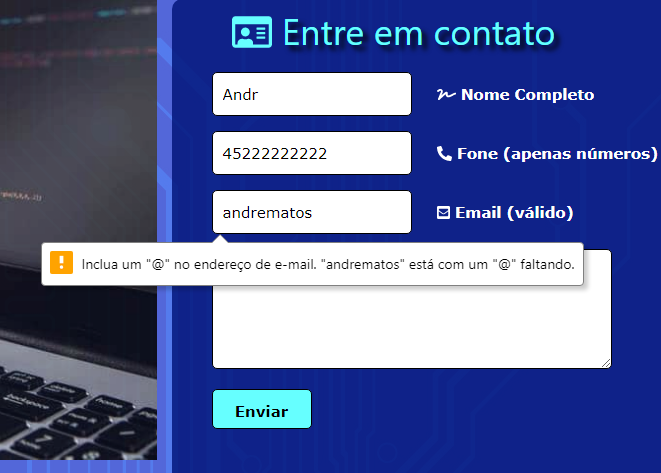 Entre em contato
Andr
Nome Completo
45222222222
Fone (apenas números)
andrematos
Email (válido)
Inclua um "@" no endereço de e-mail. "andrematos" está com um "@" faltando.
Enviar
backspace